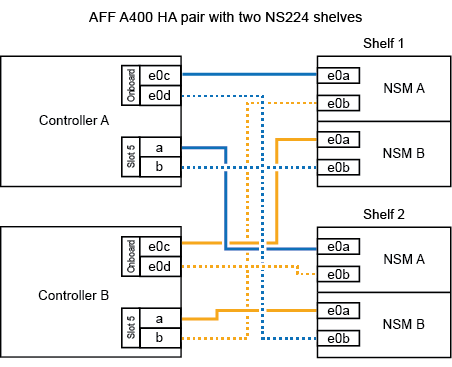 AFF A400 HA pair with two NS224 shelves
Shelf 1
Controller A
Onboard
e0c
e0d
Slot 5
a
b
e0a
e0b
NSM A
e0a
e0b
NSM B
Shelf 2
Controller B
Onboard
e0c
e0d
Slot 5
a
b
e0a
e0b
NSM A
e0a
e0b
NSM B